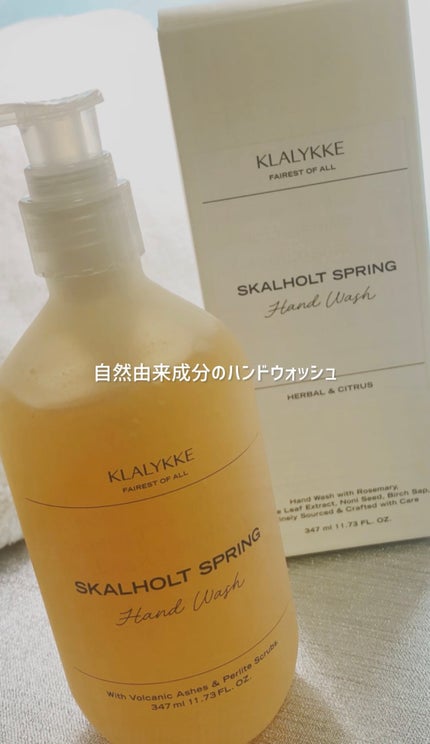 KLALYKKE
FAIREST OF ALL
SKALHOLT SPRING
Hand Wash
HERBAL & CITRUS
Hand Wash with Rosemary,
Leaf Extract, Noni Seed, Birch Sap,
Sourced & Crafted with Care
347 ml 11.73 FL. OZ.
自然由来成分のハンドウォッシュ
KLALYKKE
FAIREST OF ALL
SKALHOLT SPRING
Hand Wash
With Volcanic Ashes & Perlite Scrubs.
347 ml 11.73 FL. OZ.